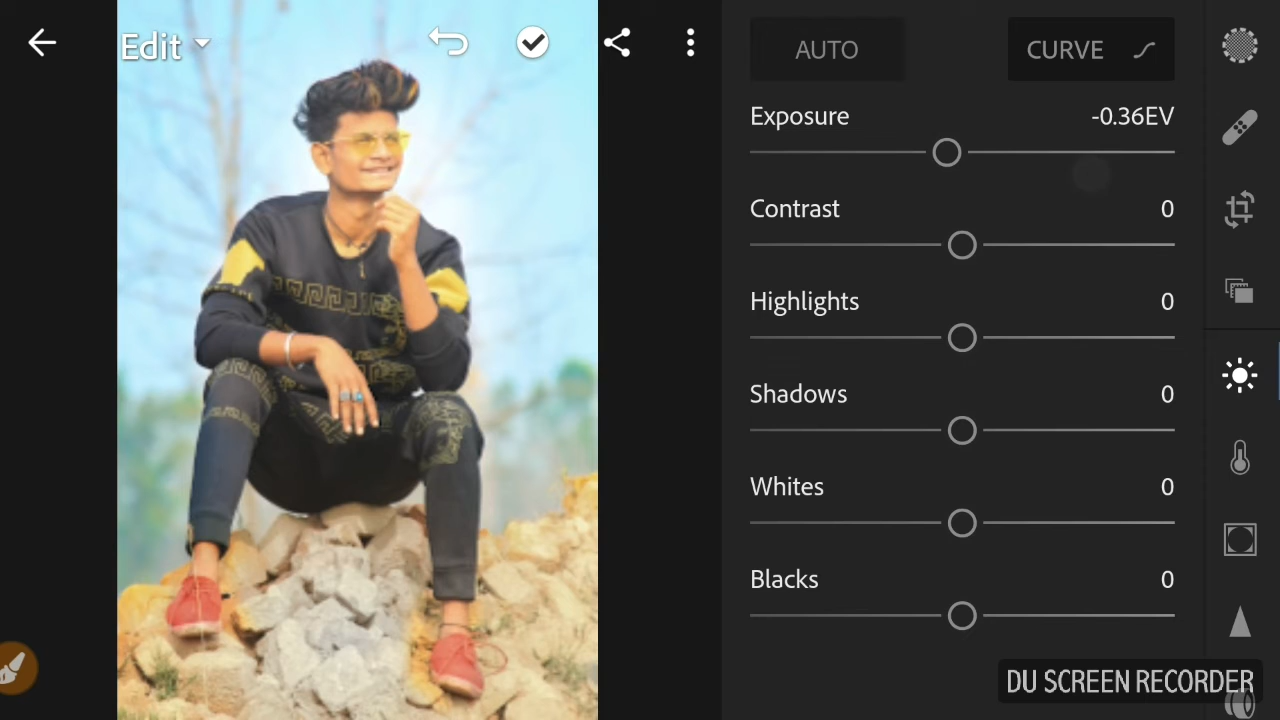 Edit
AUTO
CURVE
Exposure -0.36EV
Contrast 0
Highlights 0
Shadows 0
Whites 0
Blacks 0
DU SCREEN RECORDER